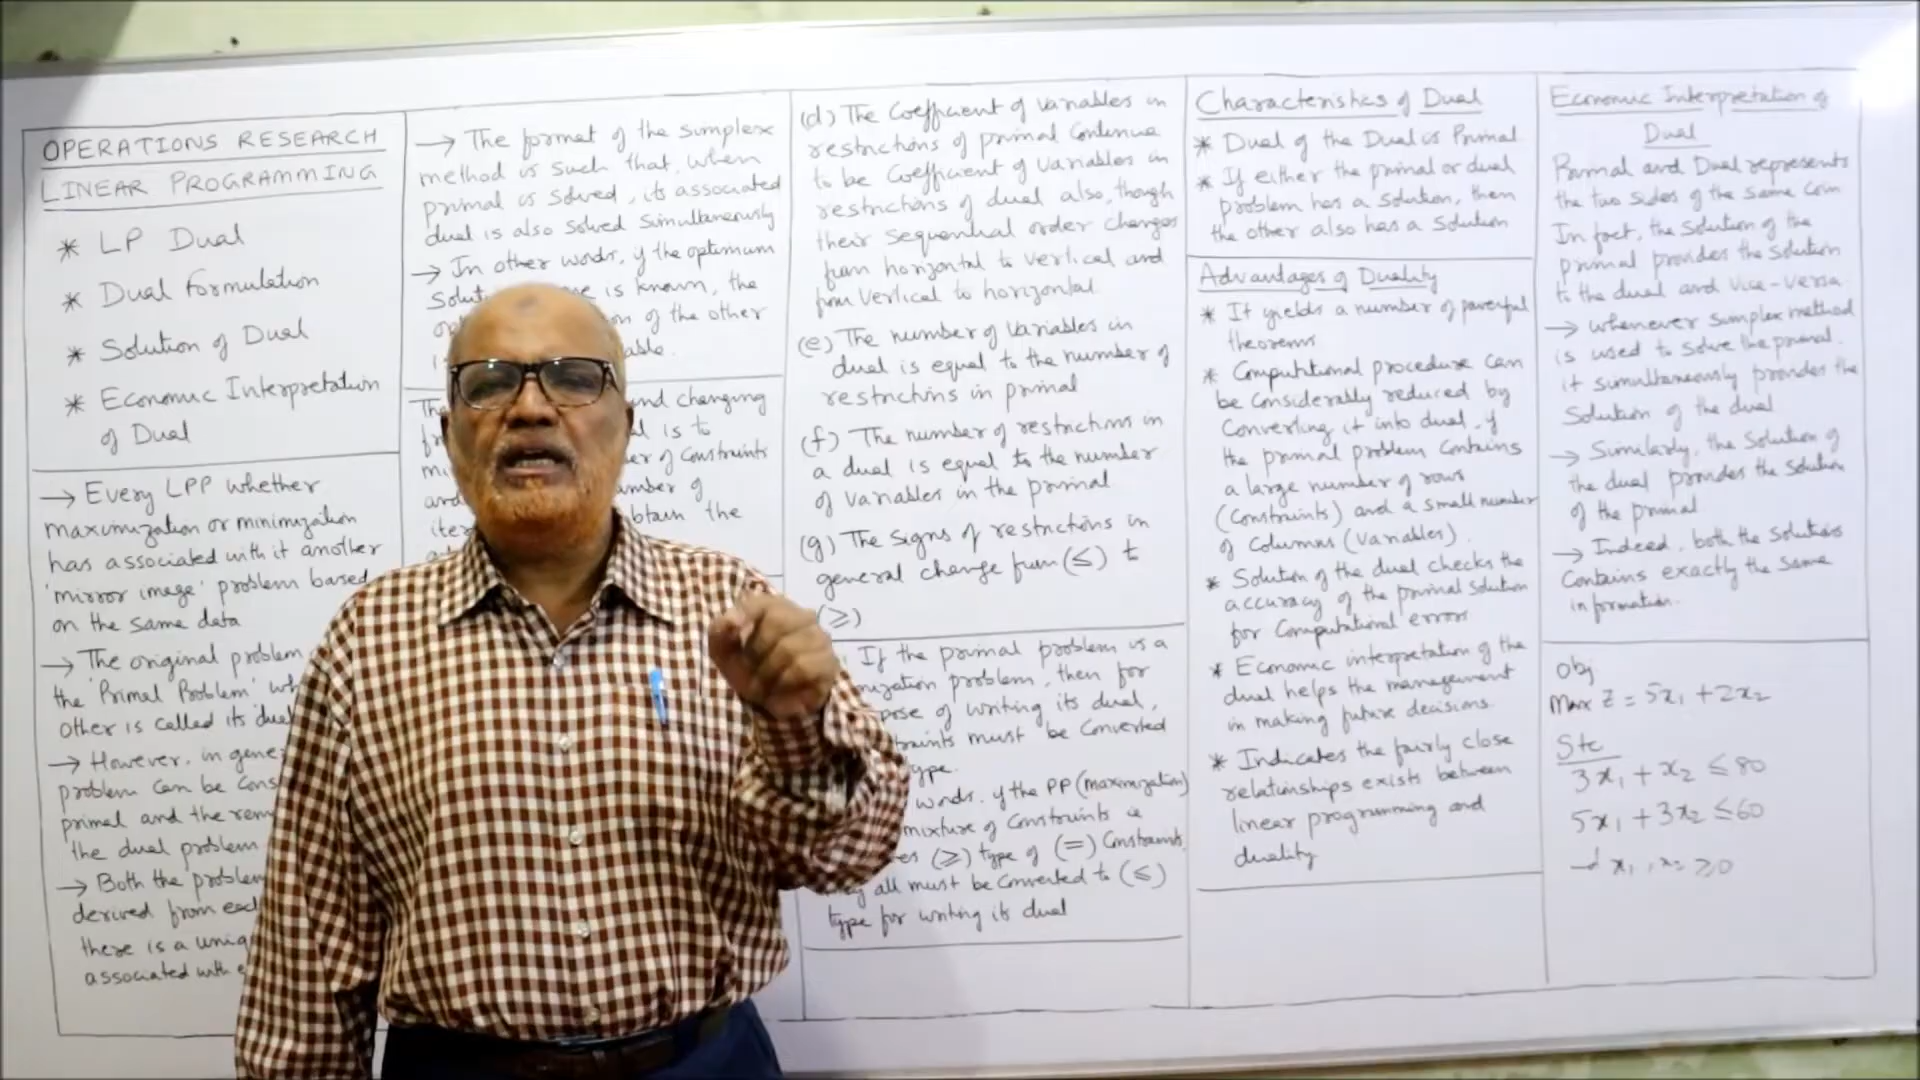 OPERATIONS RESEARCH
LINEAR PROGRAMMING
* LP Dual
* Dual Formulation
* Solution of Dual
* Economic Interpretation
of Dual
→ Every LPP whether
maximization or minimization
has associated with it another
'mirror image' problem based
on the same data
→ The original problem
the 'Primal Problem'
other is called its 'dual
→ However, in gene
problem can be cons
primal and the rem
the dual problem
→ Both the problem
derived from each
there is a uniq
associated with e
→ The format of the simplex
method is such that, when
primal is solved, its associated
dual is also solved simultaneously
→ In other words, if the optimum
is known, the
of the other
and changing
is to
of constraints
number of
obtain the
(d) The Coefficient of variables in
restrictions of primal continue
to be Coefficient of variables in
restrictions of dual also, though
their sequential order changes
from horizontal to vertical and
from vertical to horizontal
(e) The number of variables in
dual is equal to the number of
restrictions in primal
(f) The number of restrictions in
a dual is equal to the number
of variables in the primal
(g) The signs of restrictions in
general change from (≤) to
(≥)
If the primal problem is a
mization problem, then for
pose of writing its dual,
traints must be Converted
ype.
words, if the PP (maximization)
mixture of Constraints ie
(≥) type of (=) Constraints,
all must be converted to (≤)
type for writing its dual
Characteristics of Dual
* Dual of the Dual is Primal
* If either the primal or dual
problem has a solution, then
the other also has a solution
Advantages of Duality
* It yields a number of powerful
theorems
* Computational procedure can
be considerably reduced by
Converting it into dual, if
the primal problem contains
a large number of rows
(Constraints) and a small number
of Columns (variables).
* Solution of the dual checks the
accuracy of the primal solution
for Computational error
* Economic interpretation of the
dual helps the management
in making future decisions.
* Indicates the fairly close
relationships exists between
linear programming and
duality
Economic Interpretation of
Dual
Primal and Dual represents
the two sides of the same coin
In fact, the solution of the
primal provides the solution
to the dual and vice-versa
→ whenever simplex method
is used to solve the primal.
it simultaneously provides the
Solution of the dual
→ Similarly, the Solution of
the dual provides the solution
of the primal
→ Indeed, both the solutions
Contains exactly the same
information.
Obj
Max Z = 5x₁ + 2x₂
Stc
3x₁ + x₂ ≤ 80
5x₁ + 3x₂ ≤ 60
x₁, x₂ ≥ 0